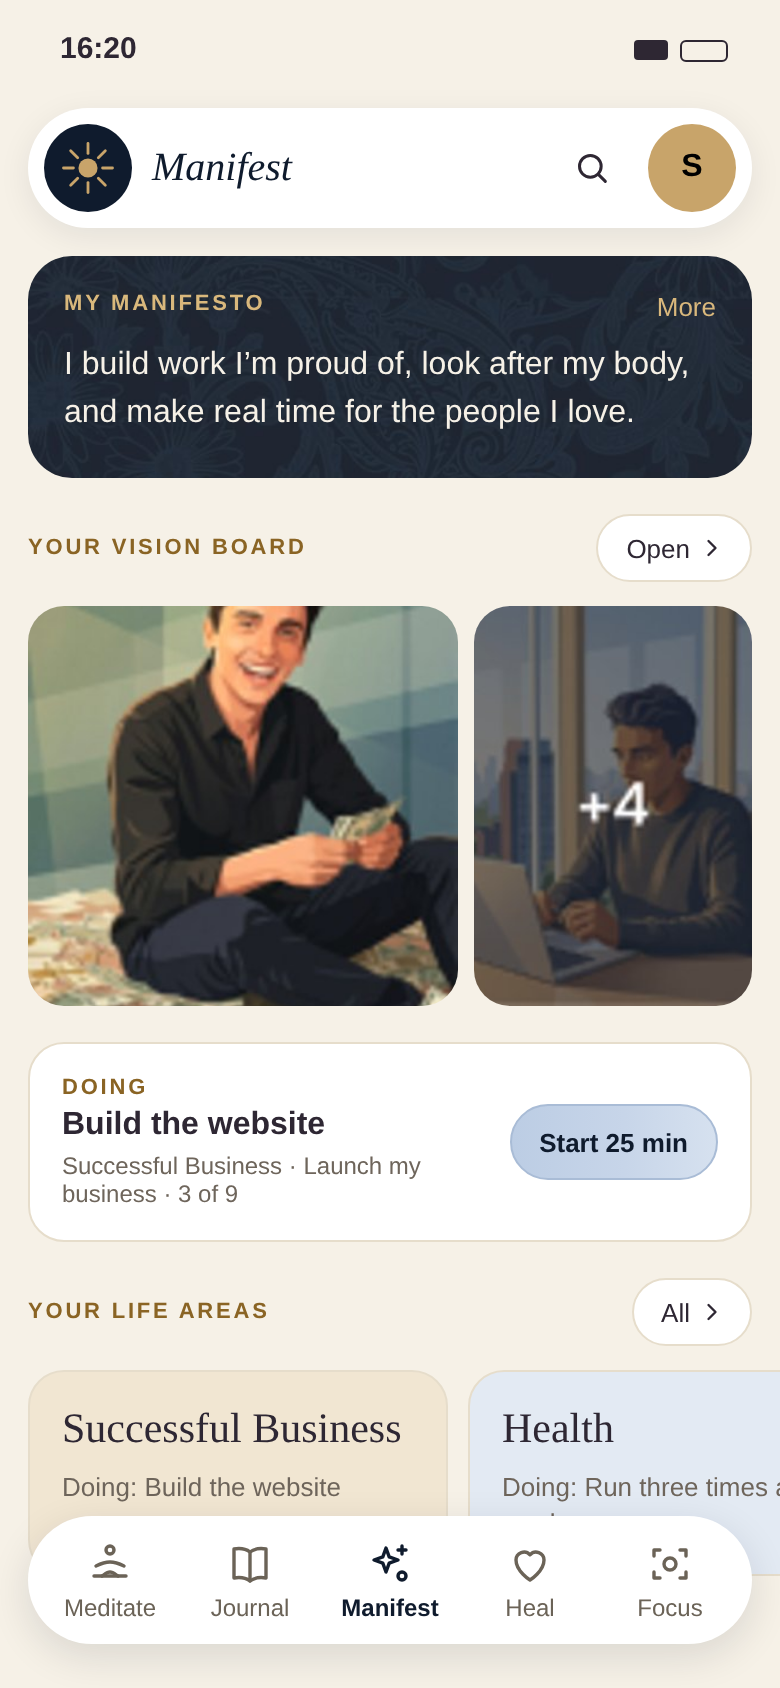 16:20
Manifest
S
MY MANIFESTO
More
I build work I’m proud of, look after my body,
and make real time for the people I love.
YOUR VISION BOARD
Open
+4
DOING
Build the website
Successful Business · Launch my
business · 3 of 9
Start 25 min
YOUR LIFE AREAS
All
Successful Business
Doing: Build the website
Health
Doing: Run three times
Meditate
Journal
Manifest
Heal
Focus